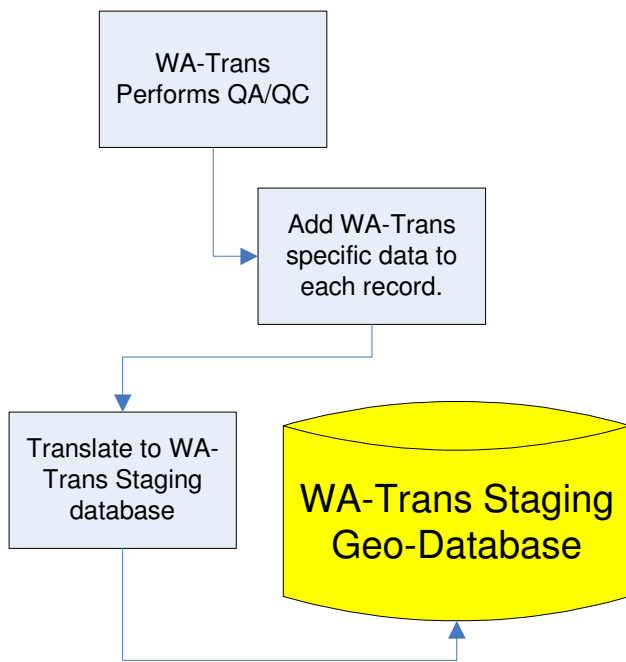 WA-Trans
Performs QA/QC
Add WA-Trans
specific data to
each record.
Translate to WA-
Trans Staging
database
WA-Trans Staging
Geo-Database